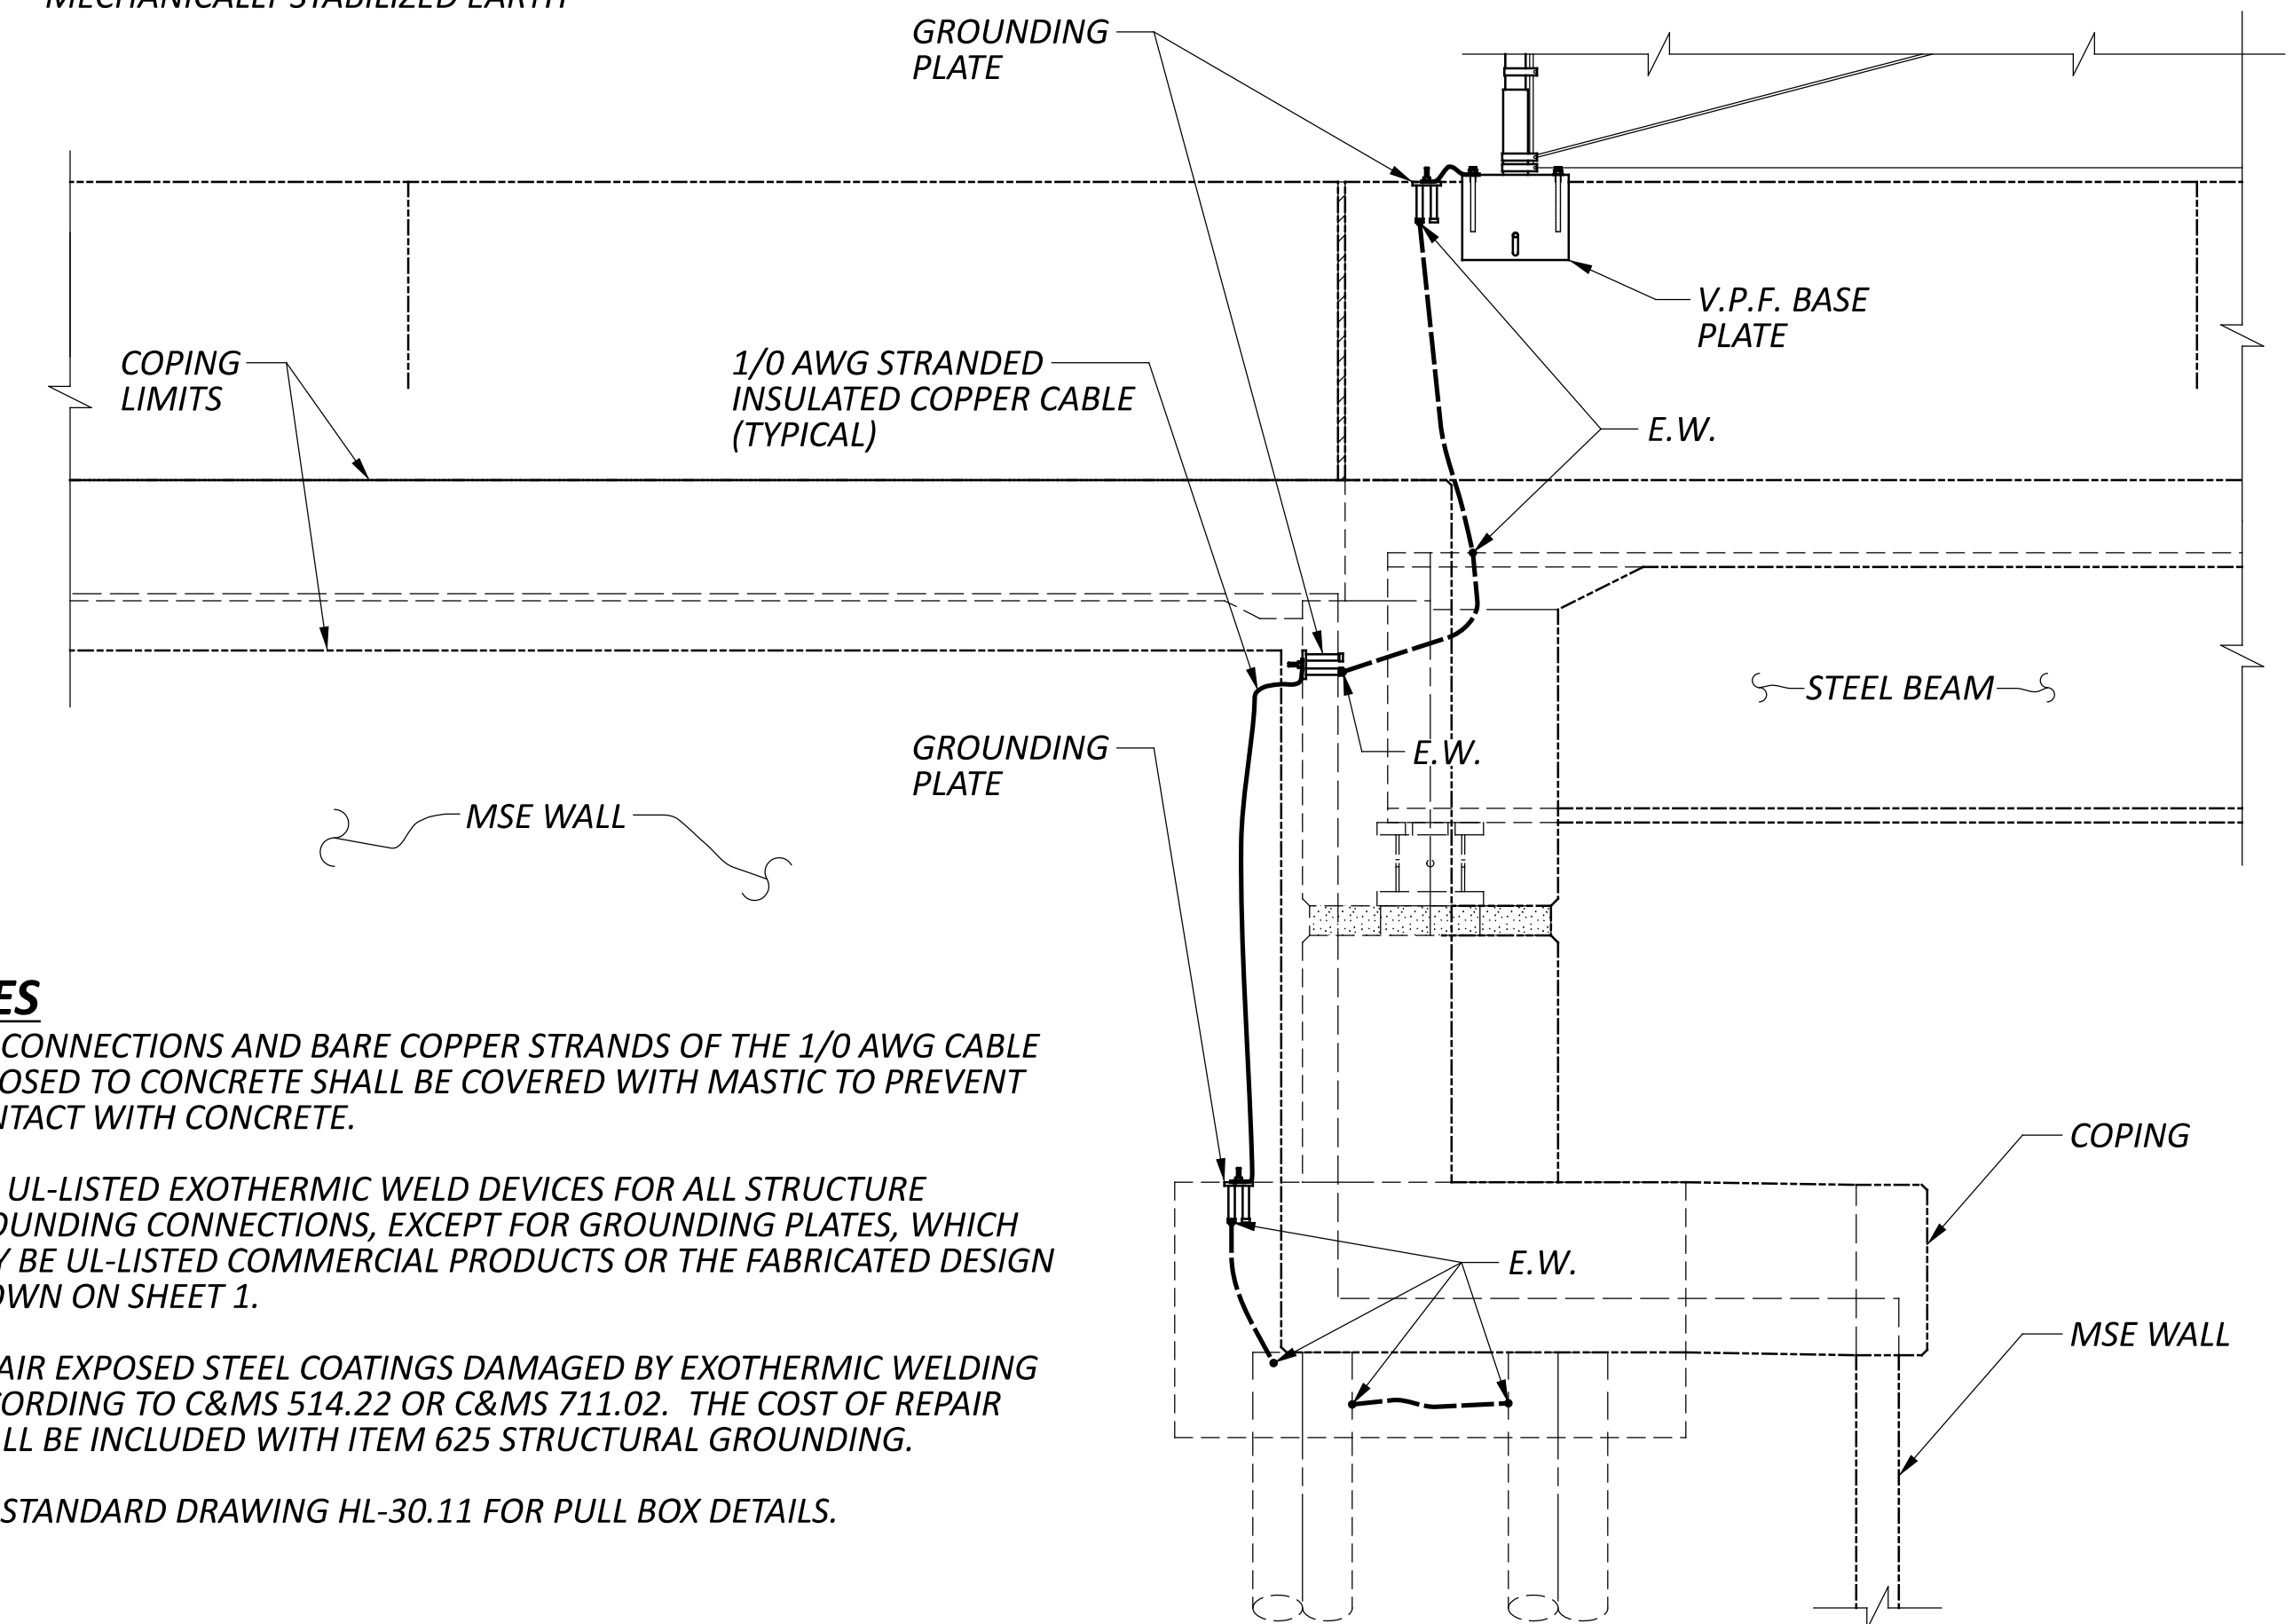 MECHANICALLY STABILIZED EARTH
GROUNDING
PLATE
V.P.F. BASE
PLATE
COPING
LIMITS
1/0 AWG STRANDED
INSULATED COPPER CABLE
(TYPICAL)
E.W.
STEEL BEAM
E.W.
GROUNDING
PLATE
MSE WALL
ES
CONNECTIONS AND BARE COPPER STRANDS OF THE 1/0 AWG CABLE
OSED TO CONCRETE SHALL BE COVERED WITH MASTIC TO PREVENT
NTACT WITH CONCRETE.
UL-LISTED EXOTHERMIC WELD DEVICES FOR ALL STRUCTURE
OUNDING CONNECTIONS, EXCEPT FOR GROUNDING PLATES, WHICH
Y BE UL-LISTED COMMERCIAL PRODUCTS OR THE FABRICATED DESIGN
OWN ON SHEET 1.
AIR EXPOSED STEEL COATINGS DAMAGED BY EXOTHERMIC WELDING
CORDING TO C&MS 514.22 OR C&MS 711.02. THE COST OF REPAIR
ALL BE INCLUDED WITH ITEM 625 STRUCTURAL GROUNDING.
STANDARD DRAWING HL-30.11 FOR PULL BOX DETAILS.
COPING
E.W.
MSE WALL